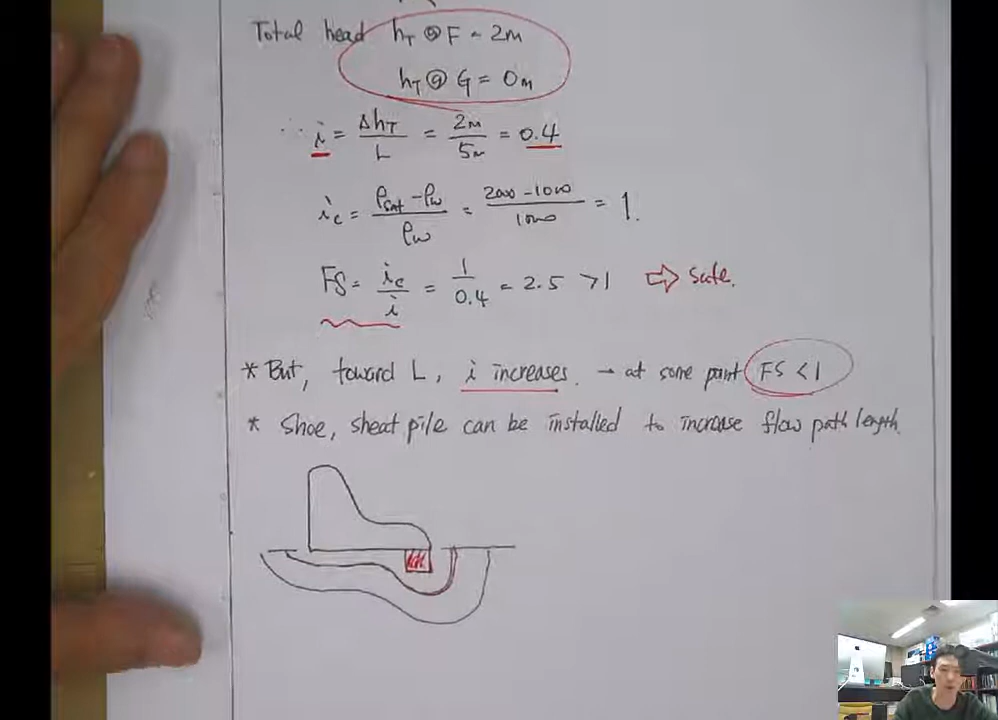 Total head hT @ F = 2m
hT @ G = 0m
∴ i = ΔhT / L = 2m / 5m = 0.4
ic = ρsat - ρw / ρw = 2000 - 1000 / 1000 = 1.
FS = ic / i = 1 / 0.4 = 2.5 > 1 ⇨ safe.
* But, toward L, i increases. → at some point FS < 1
* Shoe, sheat pile can be installed to increase flow path length.